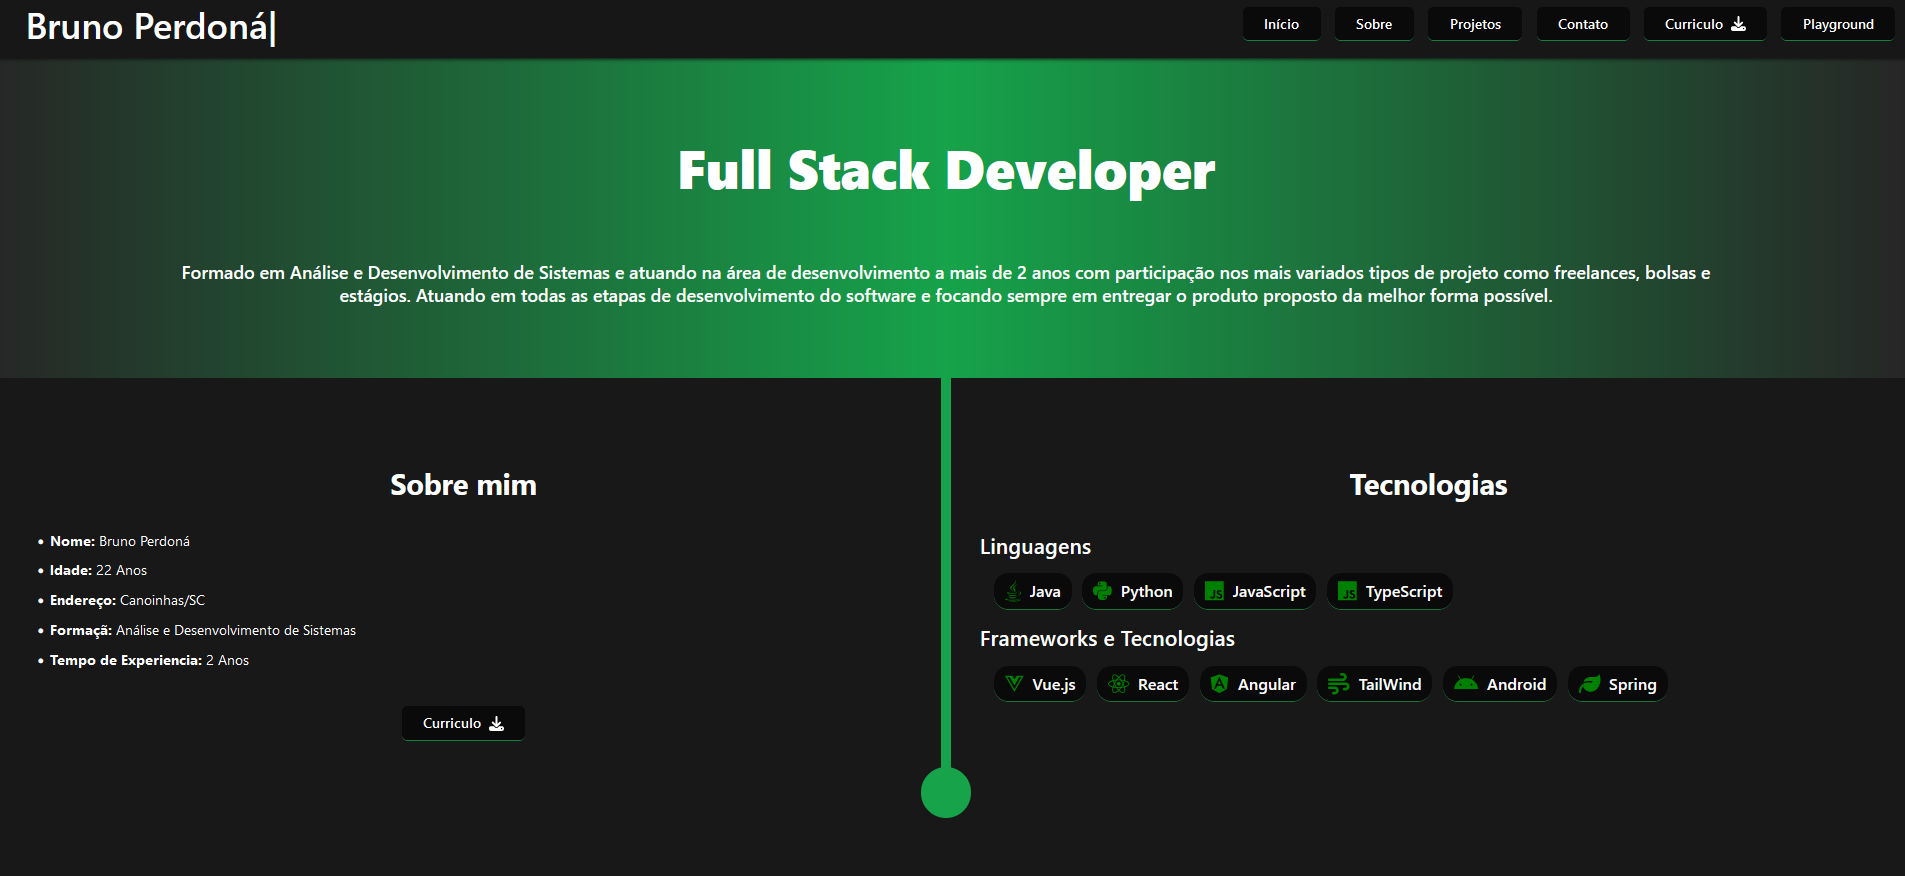 Bruno Perdoná|
Início Sobre Projetos Contato Curriculo Playground
Full Stack Developer
Formado em Análise e Desenvolvimento de Sistemas e atuando na área de desenvolvimento a mais de 2 anos com participação nos mais variados tipos de projeto como freelances, bolsas e
estágios. Atuando em todas as etapas de desenvolvimento do software e focando sempre em entregar o produto proposto da melhor forma possível.
Sobre mim
• Nome: Bruno Perdoná
• Idade: 22 Anos
• Endereço: Canoinhas/SC
• Formaçã: Análise e Desenvolvimento de Sistemas
• Tempo de Experiencia: 2 Anos
Curriculo
Tecnologias
Linguagens
Java Python JavaScript TypeScript
Frameworks e Tecnologias
Vue.js React Angular TailWind Android Spring